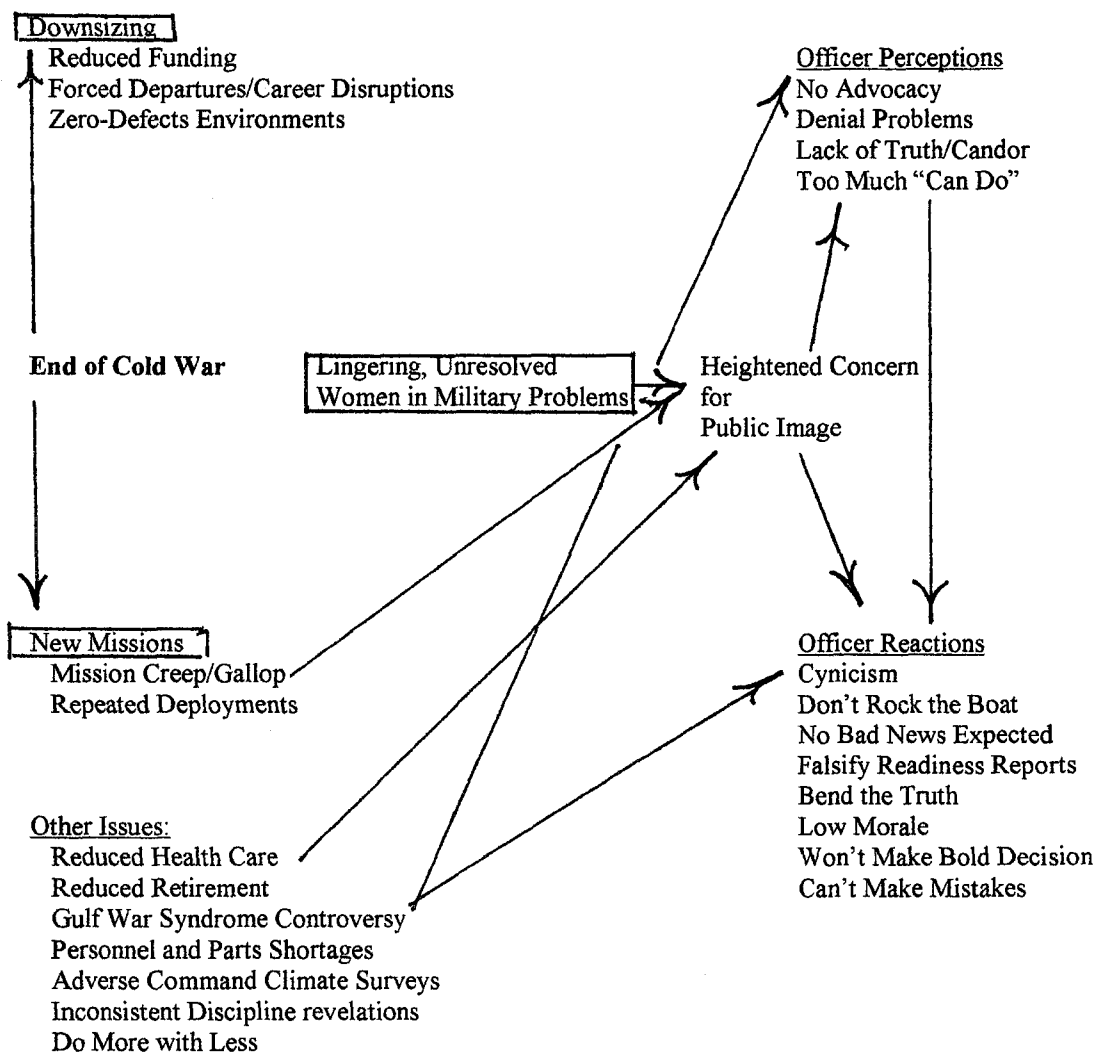 Downsizing
Reduced Funding
Forced Departures/Career Disruptions
Zero-Defects Environments
Officer Perceptions
No Advocacy
Denial Problems
Lack of Truth/Candor
Too Much “Can Do”
End of Cold War
Lingering, Unresolved
Women in Military Problems
Heightened Concern
for
Public Image
New Missions
Mission Creep/Gallop
Repeated Deployments
Officer Reactions
Cynicism
Don’t Rock the Boat
No Bad News Expected
Falsify Readiness Reports
Bend the Truth
Low Morale
Won’t Make Bold Decision
Can’t Make Mistakes
Other Issues:
Reduced Health Care
Reduced Retirement
Gulf War Syndrome Controversy
Personnel and Parts Shortages
Adverse Command Climate Surveys
Inconsistent Discipline revelations
Do More with Less